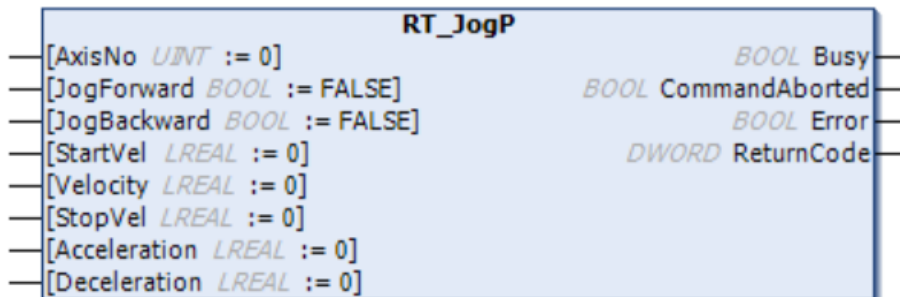 RT_JogP
[AxisNo UINT := 0] BOOL Busy
[JogForward BOOL := FALSE] BOOL CommandAborted
[JogBackward BOOL := FALSE] BOOL Error
[StartVel LREAL := 0] DWORD ReturnCode
[Velocity LREAL := 0]
[StopVel LREAL := 0]
[Acceleration LREAL := 0]
[Deceleration LREAL := 0]